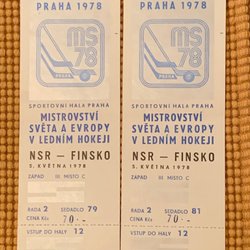 PRAHA 1978
MS
78
PRAHA
SPORTOVNÍ HALA PRAHA
MISTROVSTVÍ
SVĚTA A EVROPY
V LEDNÍM HOKEJI
NSR – FINSKO
5. KVĚTNA 1978
ZÁPAD III MÍSTO C
ŘADA 2 SEDADLO 79
CENA Kčs 70.-
VSTUP DO HALY 12
PRAHA 1978
MS
78
PRAHA
SPORTOVNÍ HALA PRAHA
MISTROVSTVÍ
SVĚTA A EVROPY
V LEDNÍM HOKEJI
NSR – FINSKO
5. KVĚTNA 1978
ZÁPAD III MÍSTO C
ŘADA 2 SEDADLO 81
CENA Kčs 70.-
VSTUP DO HALY 12